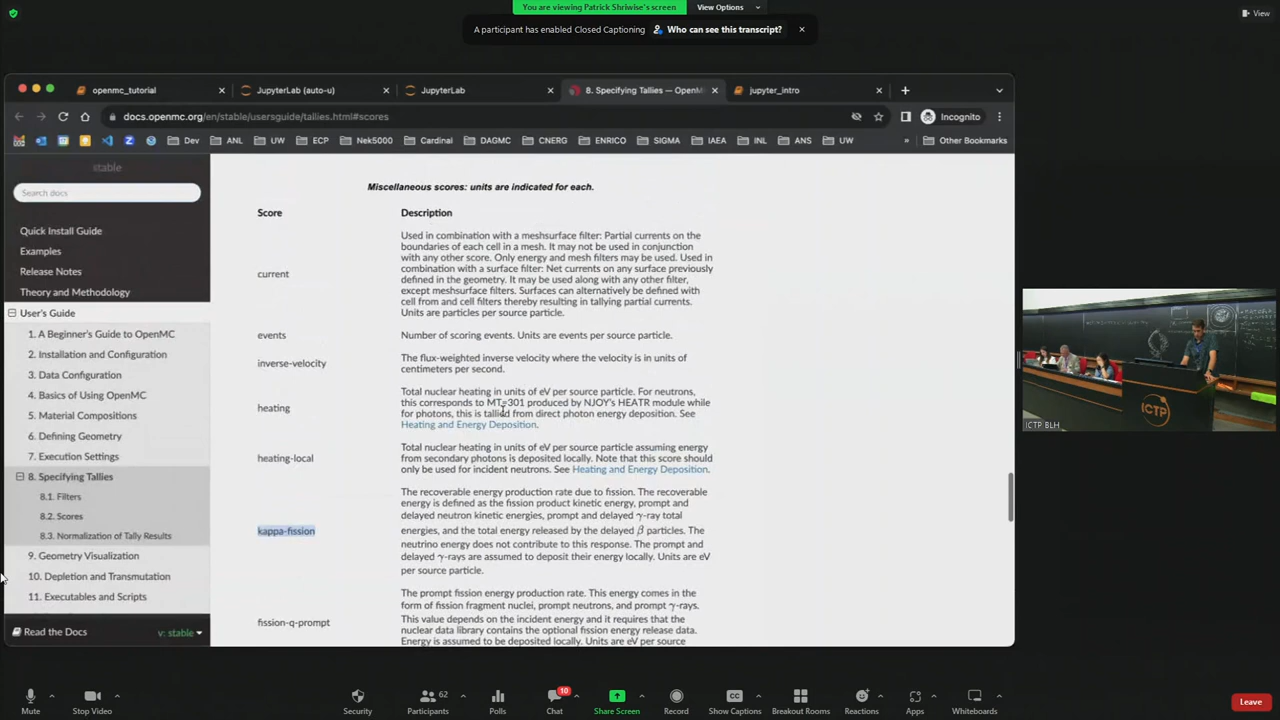 You are viewing Patrick Shriwise's screen
View Options
View
A participant has enabled Closed Captioning
Who can see this transcript?
openmc_tutorial
JupyterLab (auto-u)
JupyterLab
8. Specifying Tallies — OpenM
jupyter_intro
docs.openmc.org/en/stable/usersguide/tallies.html#scores
Incognito
Dev
ANL
UW
ECP
Nek5000
Cardinal
DAGMC
CNERG
ENRICO
SIGMA
IAEA
INL
ANS
UW
»
Other Bookmarks
stable
Search docs
Quick Install Guide
Examples
Release Notes
Theory and Methodology
User's Guide
1. A Beginner's Guide to OpenMC
2. Installation and Configuration
3. Data Configuration
4. Basics of Using OpenMC
5. Material Compositions
6. Defining Geometry
7. Execution Settings
8. Specifying Tallies
8.1. Filters
8.2. Scores
8.3. Normalization of Tally Results
9. Geometry Visualization
10. Depletion and Transmutation
11. Executables and Scripts
Read the Docs
v: stable
Miscellaneous scores: units are indicated for each.
Score
Description
current
Used in combination with a meshsurface filter: Partial currents on the
boundaries of each cell in a mesh. It may not be used in conjunction
with any other score. Only energy and mesh filters may be used. Used in
combination with a surface filter: Net currents on any surface previously
defined in the geometry. It may be used along with any other filter,
except meshsurface filters. Surfaces can alternatively be defined with
cell from and cell filters thereby resulting in tallying partial currents.
Units are particles per source particle.
events
Number of scoring events. Units are events per source particle.
inverse-velocity
The flux-weighted inverse velocity where the velocity is in units of
centimeters per second.
heating
Total nuclear heating in units of eV per source particle. For neutrons,
this corresponds to MT=301 produced by NJOY's HEATR module while
for photons, this is tallied from direct photon energy deposition. See
Heating and Energy Deposition.
heating-local
Total nuclear heating in units of eV per source particle assuming energy
from secondary photons is deposited locally. Note that this score should
only be used for incident neutrons. See Heating and Energy Deposition.
kappa-fission
The recoverable energy production rate due to fission. The recoverable
energy is defined as the fission product kinetic energy, prompt and
delayed neutron kinetic energies, prompt and delayed γ-ray total
energies, and the total energy released by the delayed β particles. The
neutrino energy does not contribute to this response. The prompt and
delayed γ-rays are assumed to deposit their energy locally. Units are eV
per source particle.
fission-q-prompt
The prompt fission energy production rate. This energy comes in the
form of fission fragment nuclei, prompt neutrons, and prompt γ-rays.
This value depends on the incident energy and it requires that the
nuclear data library contains the optional fission energy release data.
Energy is assumed to be deposited locally. Units are eV per source
ICTP
ICTP BLH
Mute
Stop Video
Security
Participants
62
Polls
Chat
10
Share Screen
Record
Show Captions
Breakout Rooms
Reactions
Apps
Whiteboards
Leave